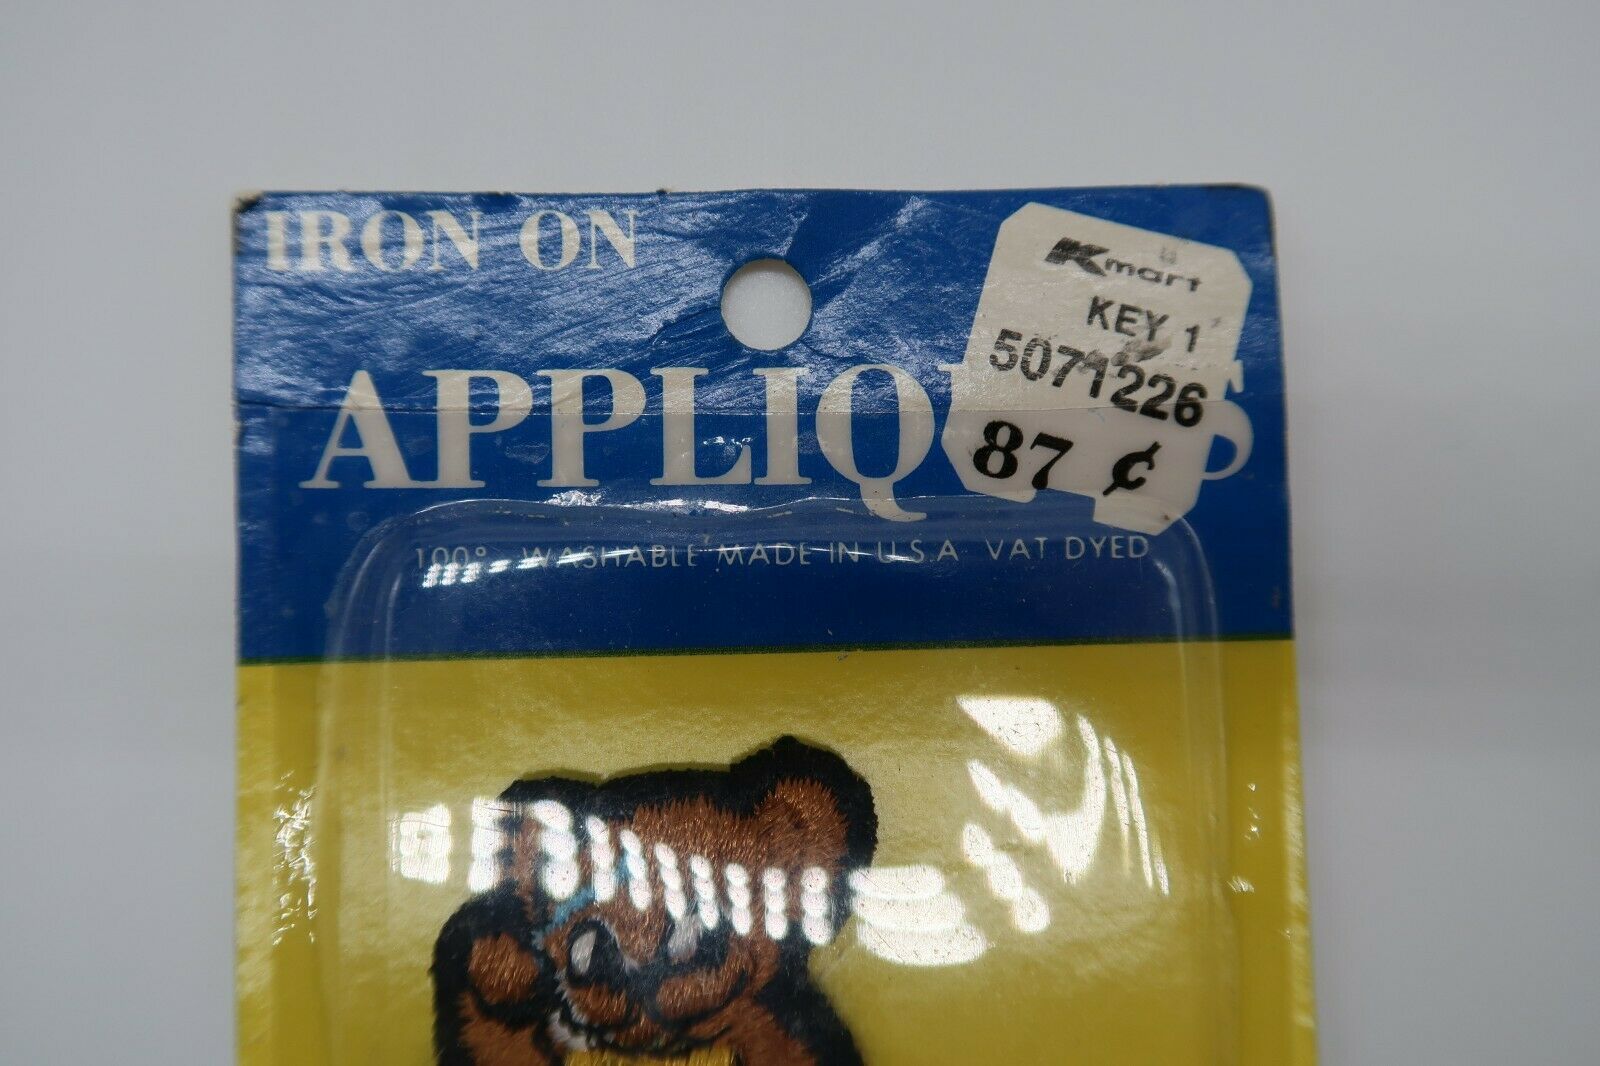 IRON ON
Kmart
KEY 1
5071226
87 ¢
APPLIQ S
100° WASHABLE MADE IN U.S.A VAT DYED